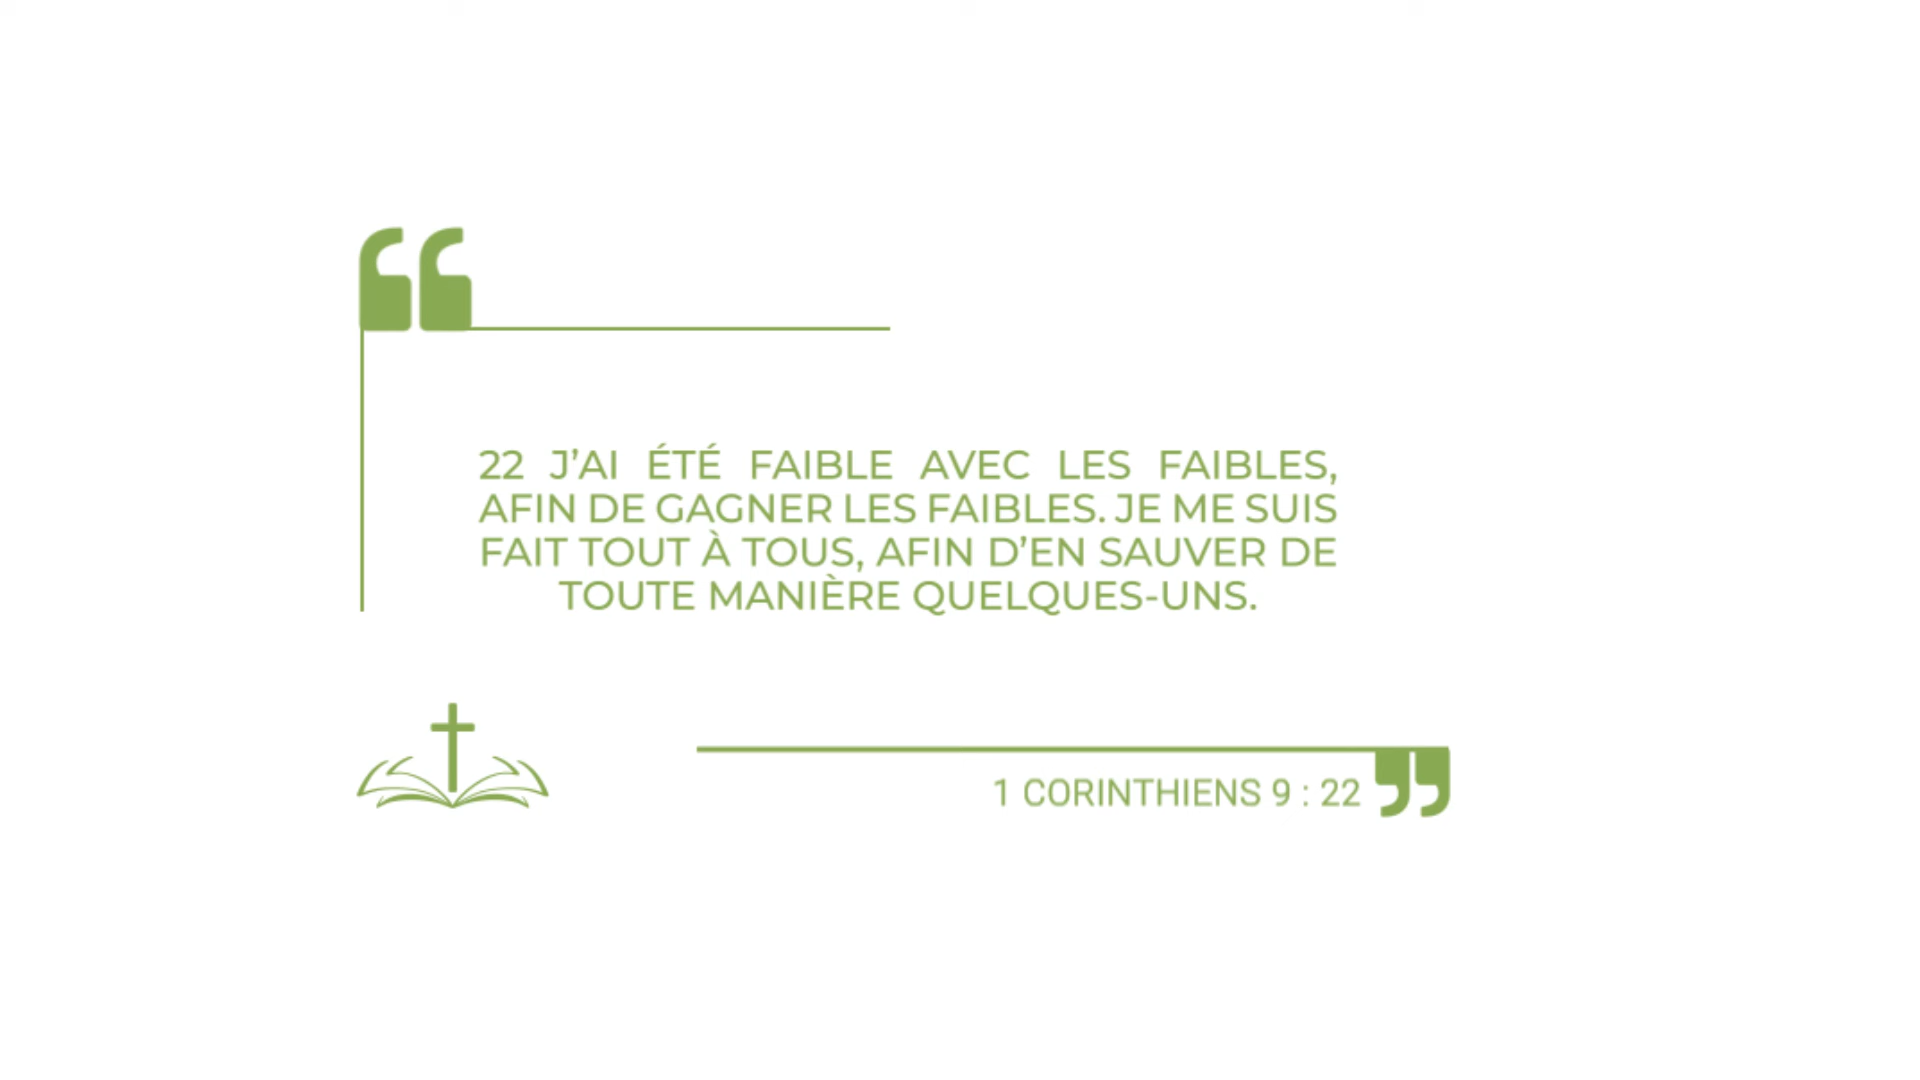 22 J’AI ÉTÉ FAIBLE AVEC LES FAIBLES,
AFIN DE GAGNER LES FAIBLES. JE ME SUIS
FAIT TOUT À TOUS, AFIN D’EN SAUVER DE
TOUTE MANIÈRE QUELQUES-UNS.
1 CORINTHIENS 9 : 22